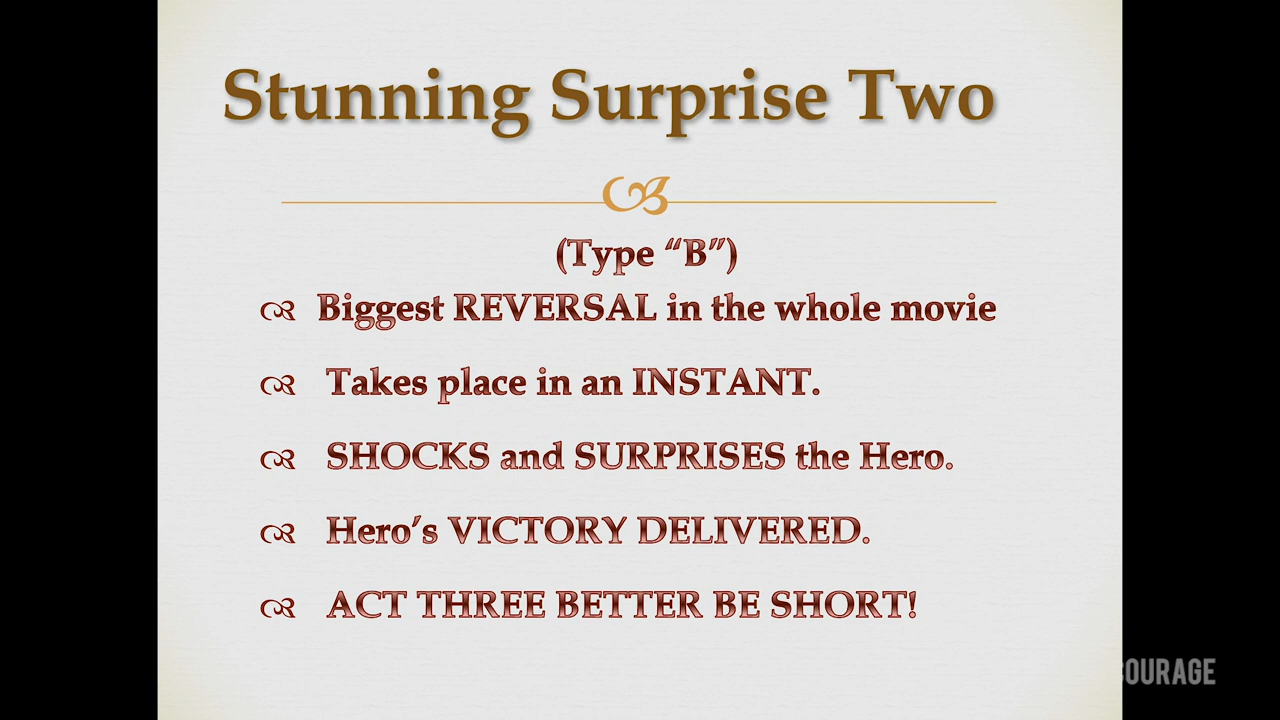 Stunning Surprise Two
(Type “B”)
Biggest REVERSAL in the whole movie
Takes place in an INSTANT.
SHOCKS and SURPRISES the Hero.
Hero’s VICTORY DELIVERED.
ACT THREE BETTER BE SHORT!
COURAGE